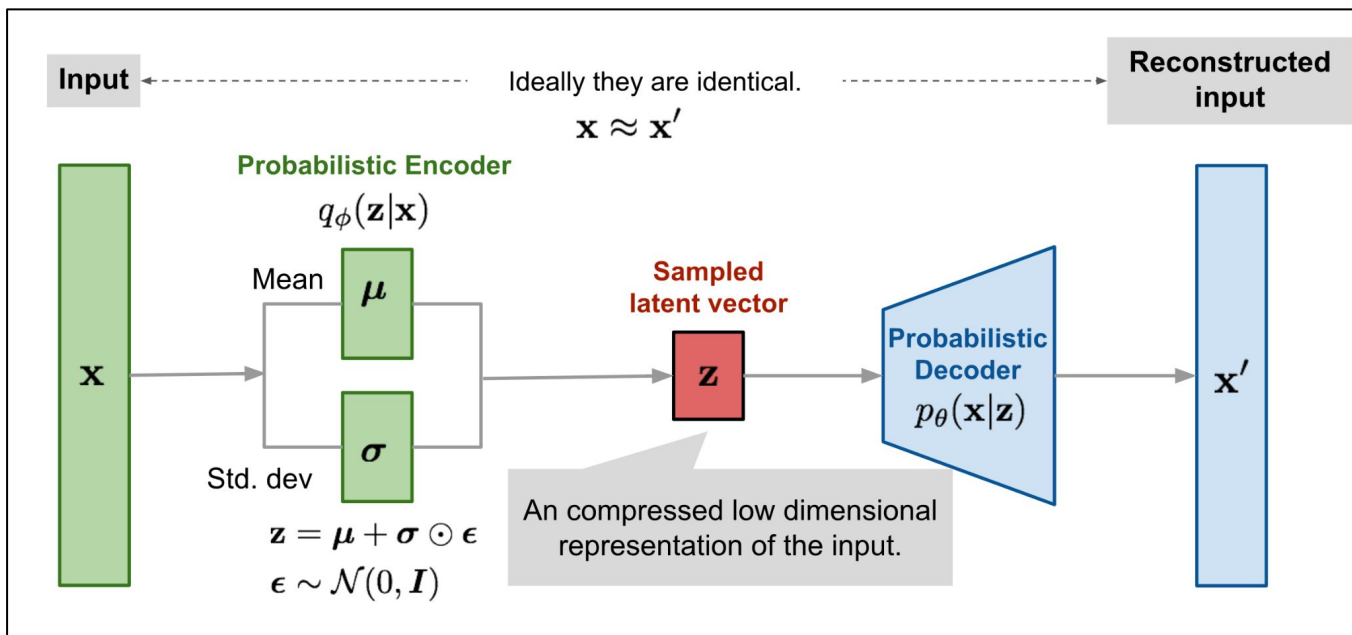 Input
Ideally they are identical.
𝐱 ≈ 𝐱′
Reconstructed
input
Probabilistic Encoder
q_ϕ(𝐳|𝐱)
Mean
𝝁
Sampled
latent vector
𝐱
𝐳
Probabilistic
Decoder
p_θ(𝐱|𝐳)
𝐱′
𝝈
Std. dev
𝐳 = 𝝁 + 𝝈 ⊙ 𝝐
𝝐 ∼ 𝒩(0, 𝑰)
An compressed low dimensional
representation of the input.